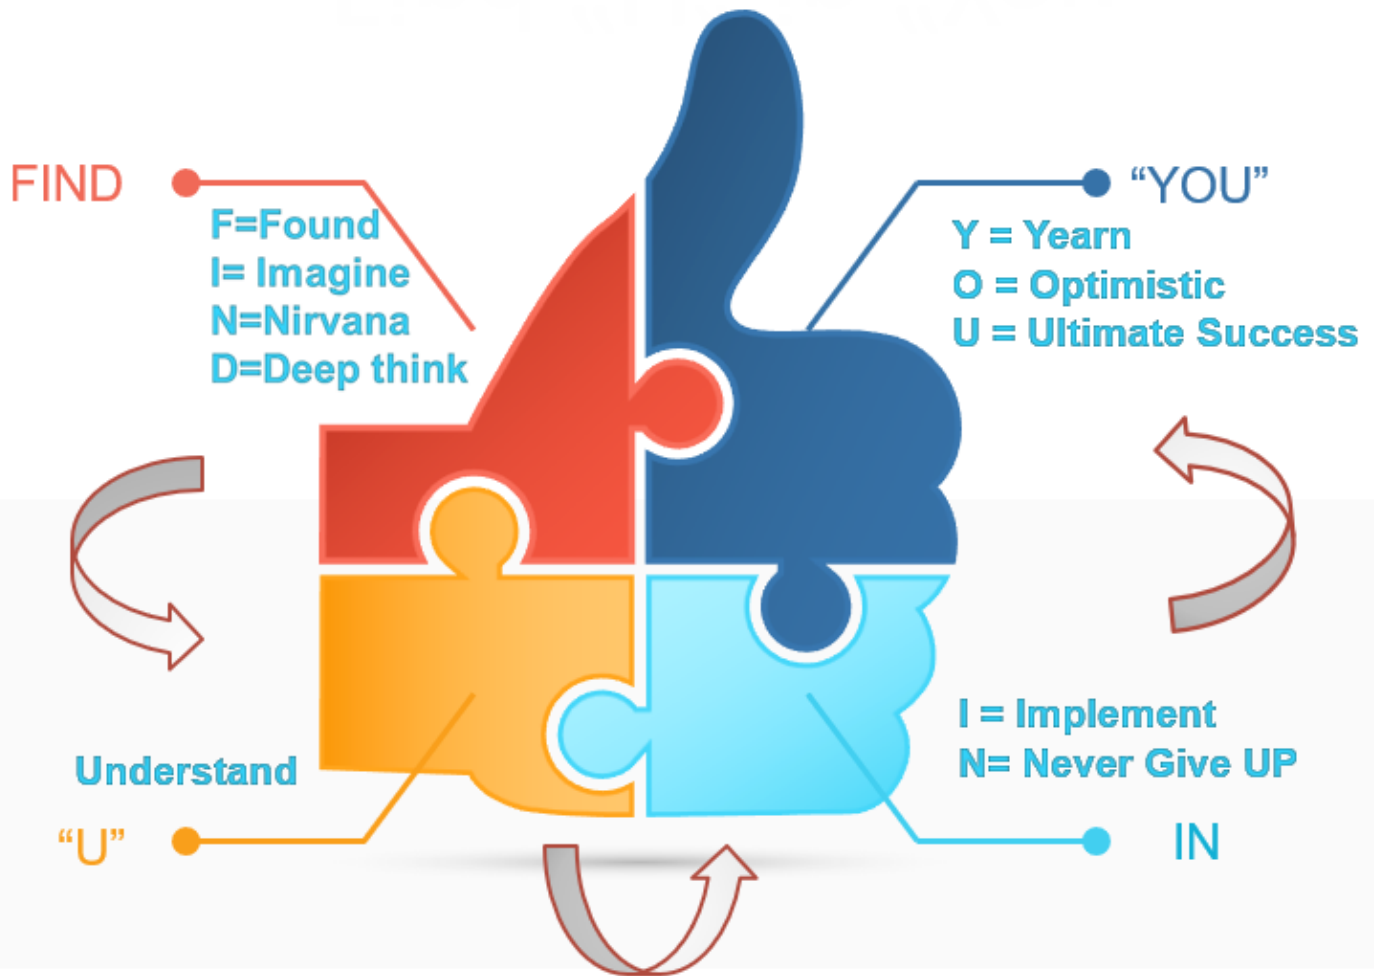 FIND
F=Found
I= Imagine
N=Nirvana
D=Deep think
“YOU”
Y = Yearn
O = Optimistic
U = Ultimate Success
Understand
“U”
I = Implement
N= Never Give UP
IN